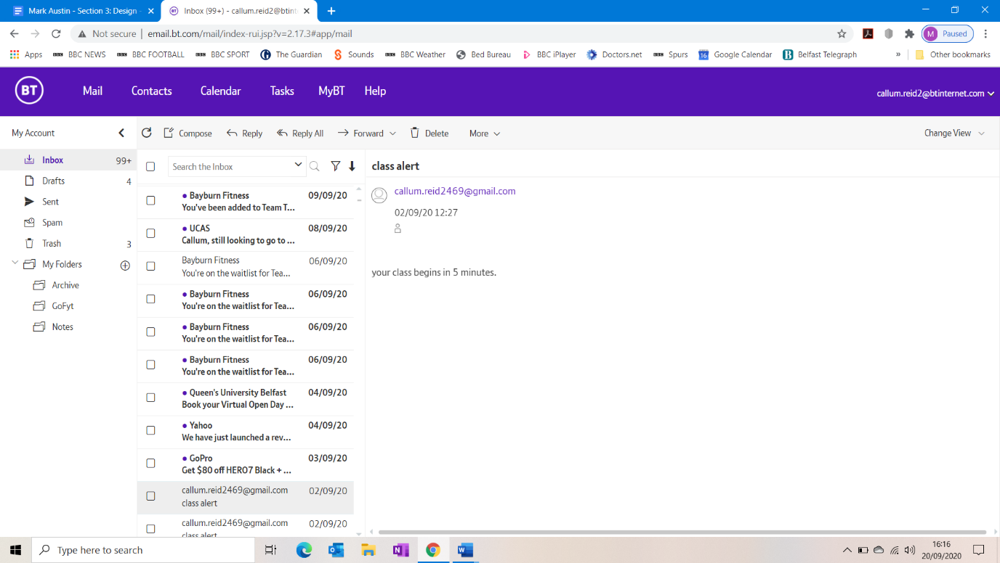 Mark Austin - Section 3: Design
Inbox (99+) - callum.reid2@btin
Not secure | email.bt.com/mail/index-rui.jsp?v=2.17.3#app/mail
M Paused
Apps BBC NEWS BBC FOOTBALL BBC SPORT The Guardian Sounds BBC Weather Bed Bureau BBC iPlayer Doctors.net Spurs Google Calendar Belfast Telegraph » Other bookmarks
BT Mail Contacts Calendar Tasks MyBT Help callum.reid2@btinternet.com
My Account
Compose Reply Reply All Forward Delete More Change View
Inbox 99+
Drafts 4
Sent
Spam
Trash 3
My Folders
Archive
GoFyt
Notes
Search the Inbox
Bayburn Fitness 09/09/20
You've been added to Team T...
UCAS 08/09/20
Callum, still looking to go to ...
Bayburn Fitness 06/09/20
You're on the waitlist for Tea...
Bayburn Fitness 06/09/20
You're on the waitlist for Tea...
Bayburn Fitness 06/09/20
You're on the waitlist for Tea...
Bayburn Fitness 06/09/20
You're on the waitlist for Tea...
Queen's University Belfast 04/09/20
Book your Virtual Open Day ...
Yahoo 04/09/20
We have just launched a rev...
GoPro 03/09/20
Get $80 off HERO7 Black + ...
callum.reid2469@gmail.com 02/09/20
class alert
callum.reid2469@gmail.com 02/09/20
class alert
class alert
callum.reid2469@gmail.com
02/09/20 12:27
your class begins in 5 minutes.
Type here to search
16:16
20/09/2020